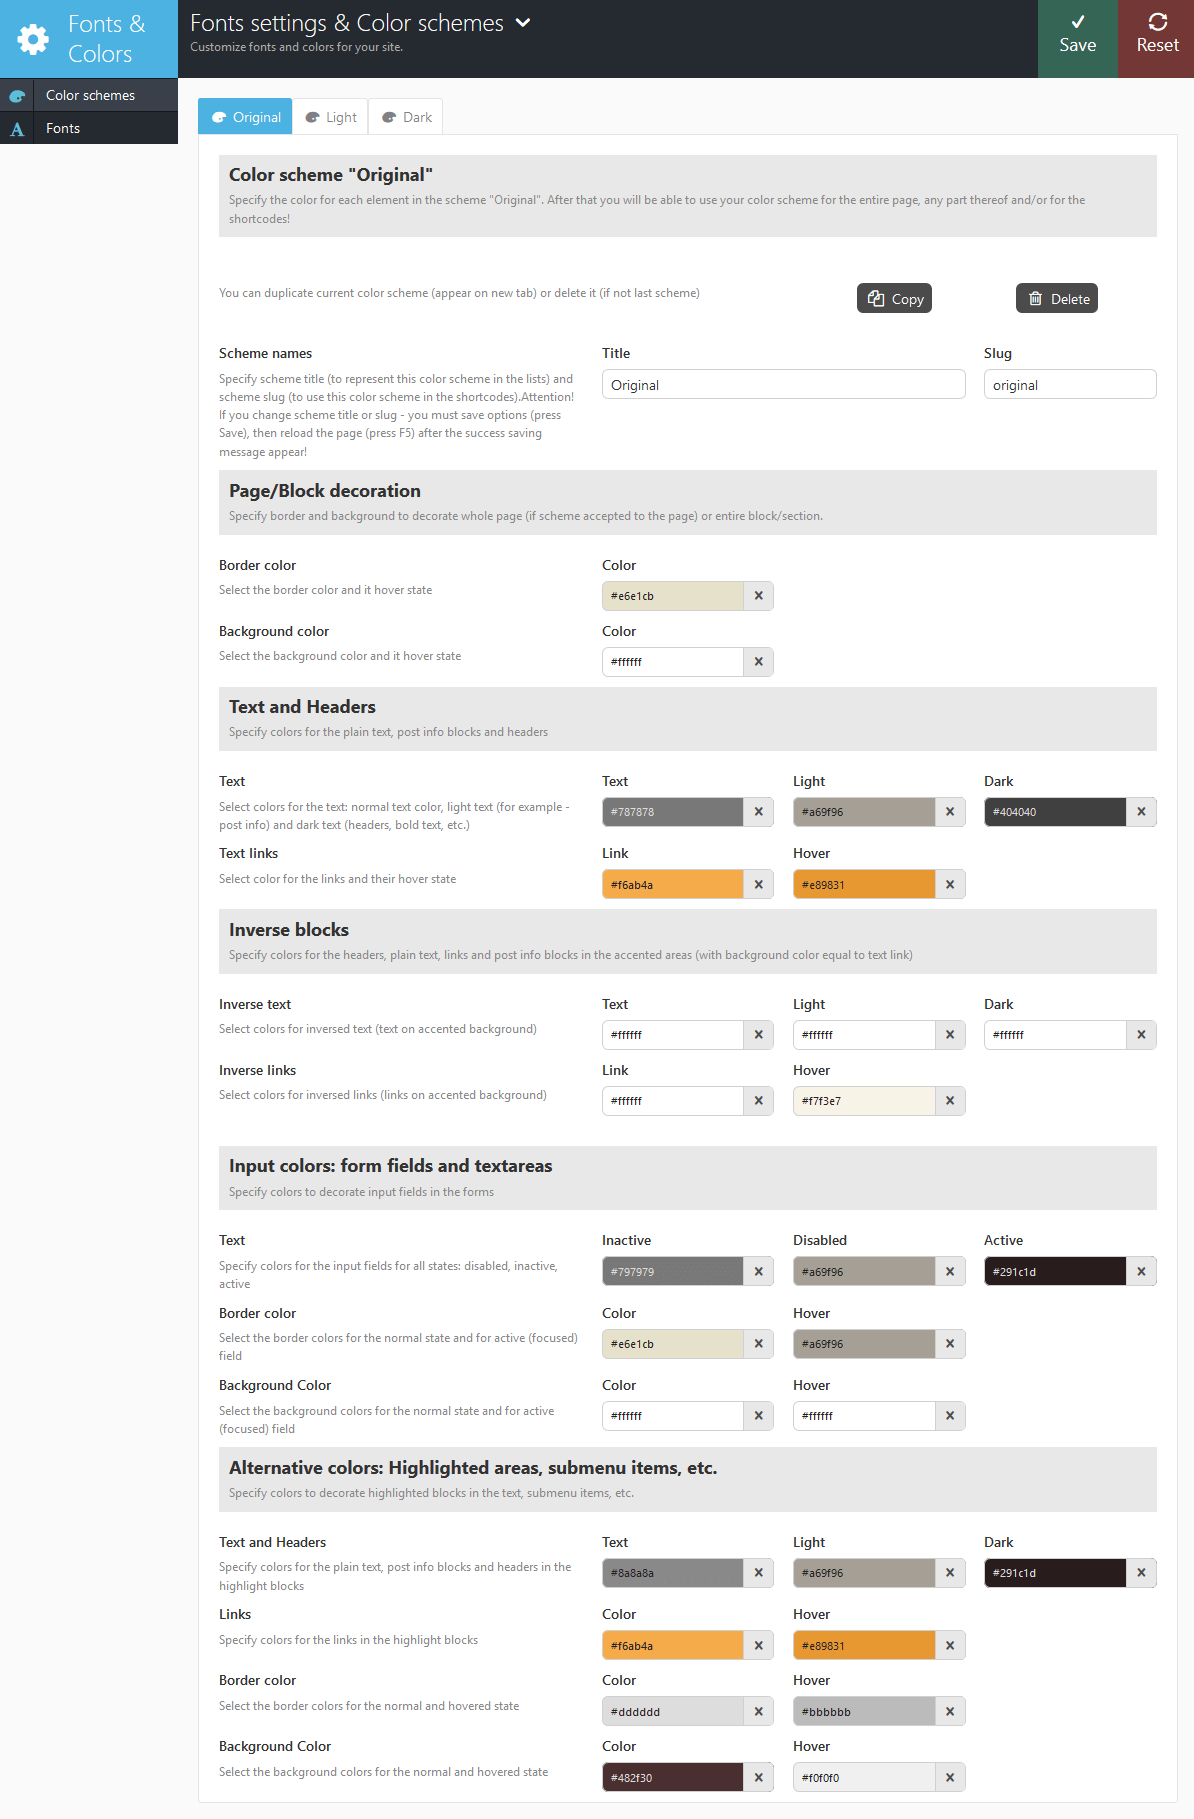 Fonts &
Colors
Fonts settings & Color schemes
Customize fonts and colors for your site.
Save
Reset
Color schemes
Fonts
Original
Light
Dark
Color scheme "Original"
Specify the color for each element in the scheme "Original". After that you will be able to use your color scheme for the entire page, any part thereof and/or for the
shortcodes!
You can duplicate current color scheme (appear on new tab) or delete it (if not last scheme)
Copy
Delete
Scheme names
Title
Slug
Specify scheme title (to represent this color scheme in the lists) and
scheme slug (to use this color scheme in the shortcodes).Attention!
If you change scheme title or slug - you must save options (press
Save), then reload the page (press F5) after the success saving
message appear!
Original
original
Page/Block decoration
Specify border and background to decorate whole page (if scheme accepted to the page) or entire block/section.
Border color
Color
Select the border color and it hover state
#e6e1cb
Background color
Color
Select the background color and it hover state
#ffffff
Text and Headers
Specify colors for the plain text, post info blocks and headers
Text
Text
Light
Dark
Select colors for the text: normal text color, light text (for example -
post info) and dark text (headers, bold text, etc.)
#787878
#a69f96
#404040
Text links
Link
Hover
Select color for the links and their hover state
#f6ab4a
#e89831
Inverse blocks
Specify colors for the headers, plain text, links and post info blocks in the accented areas (with background color equal to text link)
Inverse text
Text
Light
Dark
Select colors for inversed text (text on accented background)
#ffffff
#ffffff
#ffffff
Inverse links
Link
Hover
Select colors for inversed links (links on accented background)
#ffffff
#f7f3e7
Input colors: form fields and textareas
Specify colors to decorate input fields in the forms
Text
Inactive
Disabled
Active
Specify colors for the input fields for all states: disabled, inactive,
active
#797979
#a69f96
#291c1d
Border color
Color
Hover
Select the border colors for the normal state and for active (focused)
field
#e6e1cb
#a69f96
Background Color
Color
Hover
Select the background colors for the normal state and for active
(focused) field
#ffffff
#ffffff
Alternative colors: Highlighted areas, submenu items, etc.
Specify colors to decorate highlighted blocks in the text, submenu items, etc.
Text and Headers
Text
Light
Dark
Specify colors for the plain text, post info blocks and headers in the
highlight blocks
#8a8a8a
#a69f96
#291c1d
Links
Color
Hover
Specify colors for the links in the highlight blocks
#f6ab4a
#e89831
Border color
Color
Hover
Select the border colors for the normal and hovered state
#dddddd
#bbbbbb
Background Color
Color
Hover
Select the background colors for the normal and hovered state
#482f30
#f0f0f0